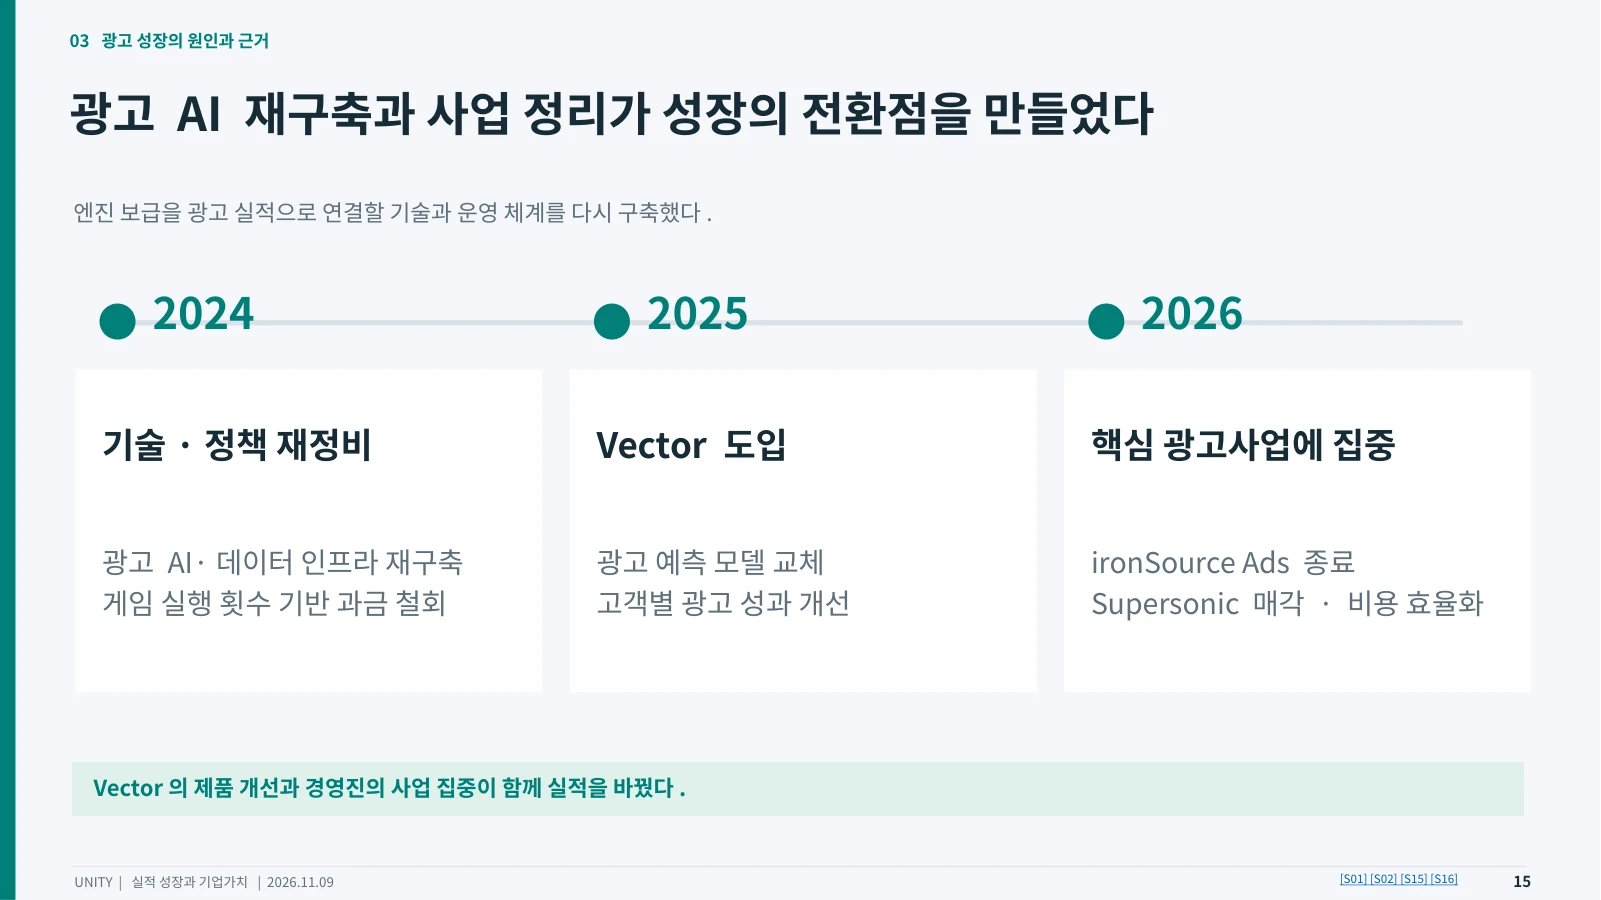 03 광고 성장의 원인과 근거
광고 AI 재구축과 사업 정리가 성장의 전환점을 만들었다
엔진 보급을 광고 실적으로 연결할 기술과 운영 체계를 다시 구축했다 .
2024
기술 · 정책 재정비
광고 AI· 데이터 인프라 재구축
게임 실행 횟수 기반 과금 철회
2025
Vector 도입
광고 예측 모델 교체
고객별 광고 성과 개선
2026
핵심 광고사업에 집중
ironSource Ads 종료
Supersonic 매각 · 비용 효율화
Vector 의 제품 개선과 경영진의 사업 집중이 함께 실적을 바꿨다 .
UNITY | 실적 성장과 기업가치 | 2026.11.09
[S01] [S02] [S15] [S16]
15